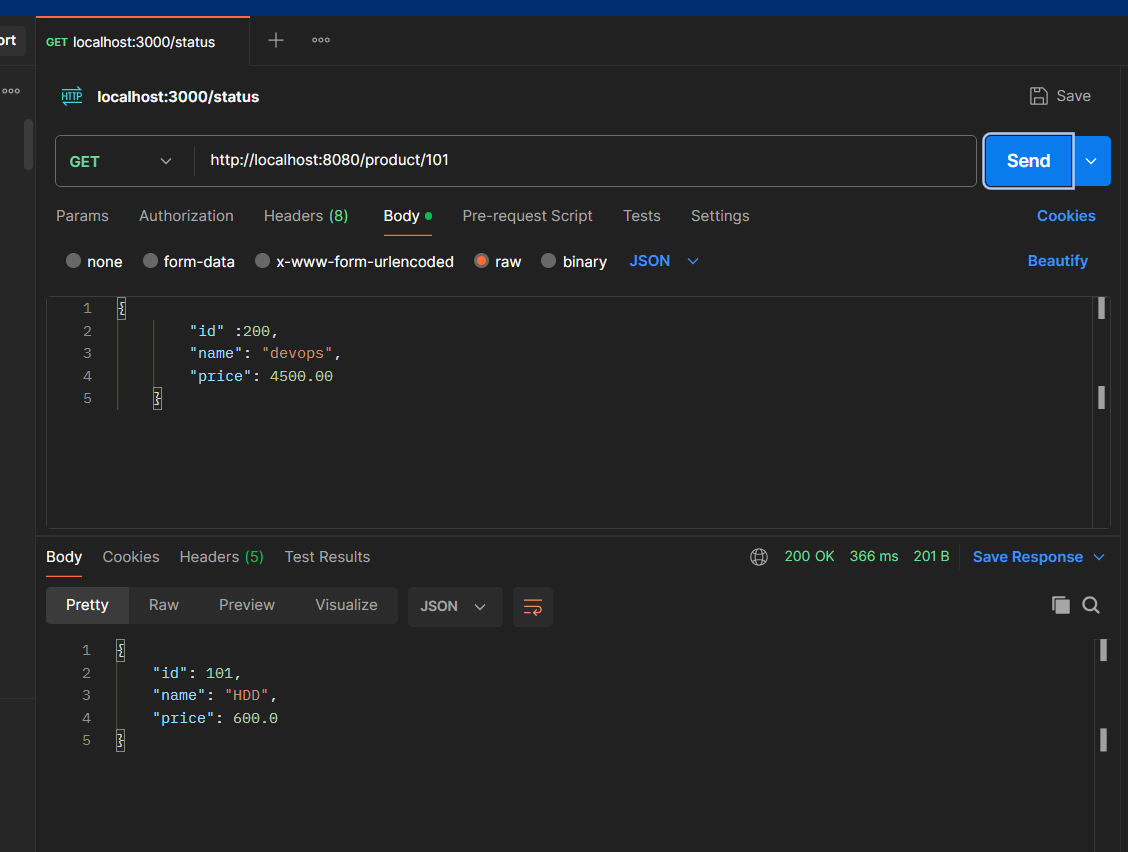 ort
GET localhost:3000/status
HTTP localhost:3000/status
Save
GET http://localhost:8080/product/101 Send
Params Authorization Headers (8) Body Pre-request Script Tests Settings Cookies
none form-data x-www-form-urlencoded raw binary JSON Beautify
1 {
2 "id" :200,
3 "name": "devops",
4 "price": 4500.00
5 }
Body Cookies Headers (5) Test Results 200 OK 366 ms 201 B Save Response
Pretty Raw Preview Visualize JSON
1 {
2 "id": 101,
3 "name": "HDD",
4 "price": 600.0
5 }